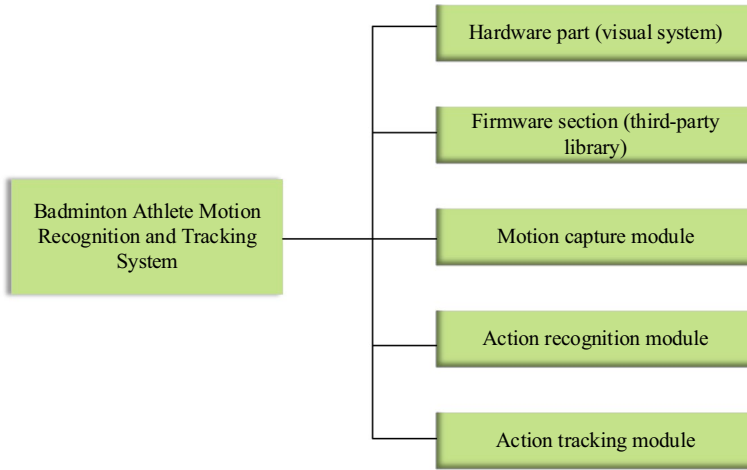 Hardware part (visual system)
Firmware section (third-party
library)
Badminton Athlete Motion
Recognition and Tracking
System
Motion capture module
Action recognition module
Action tracking module